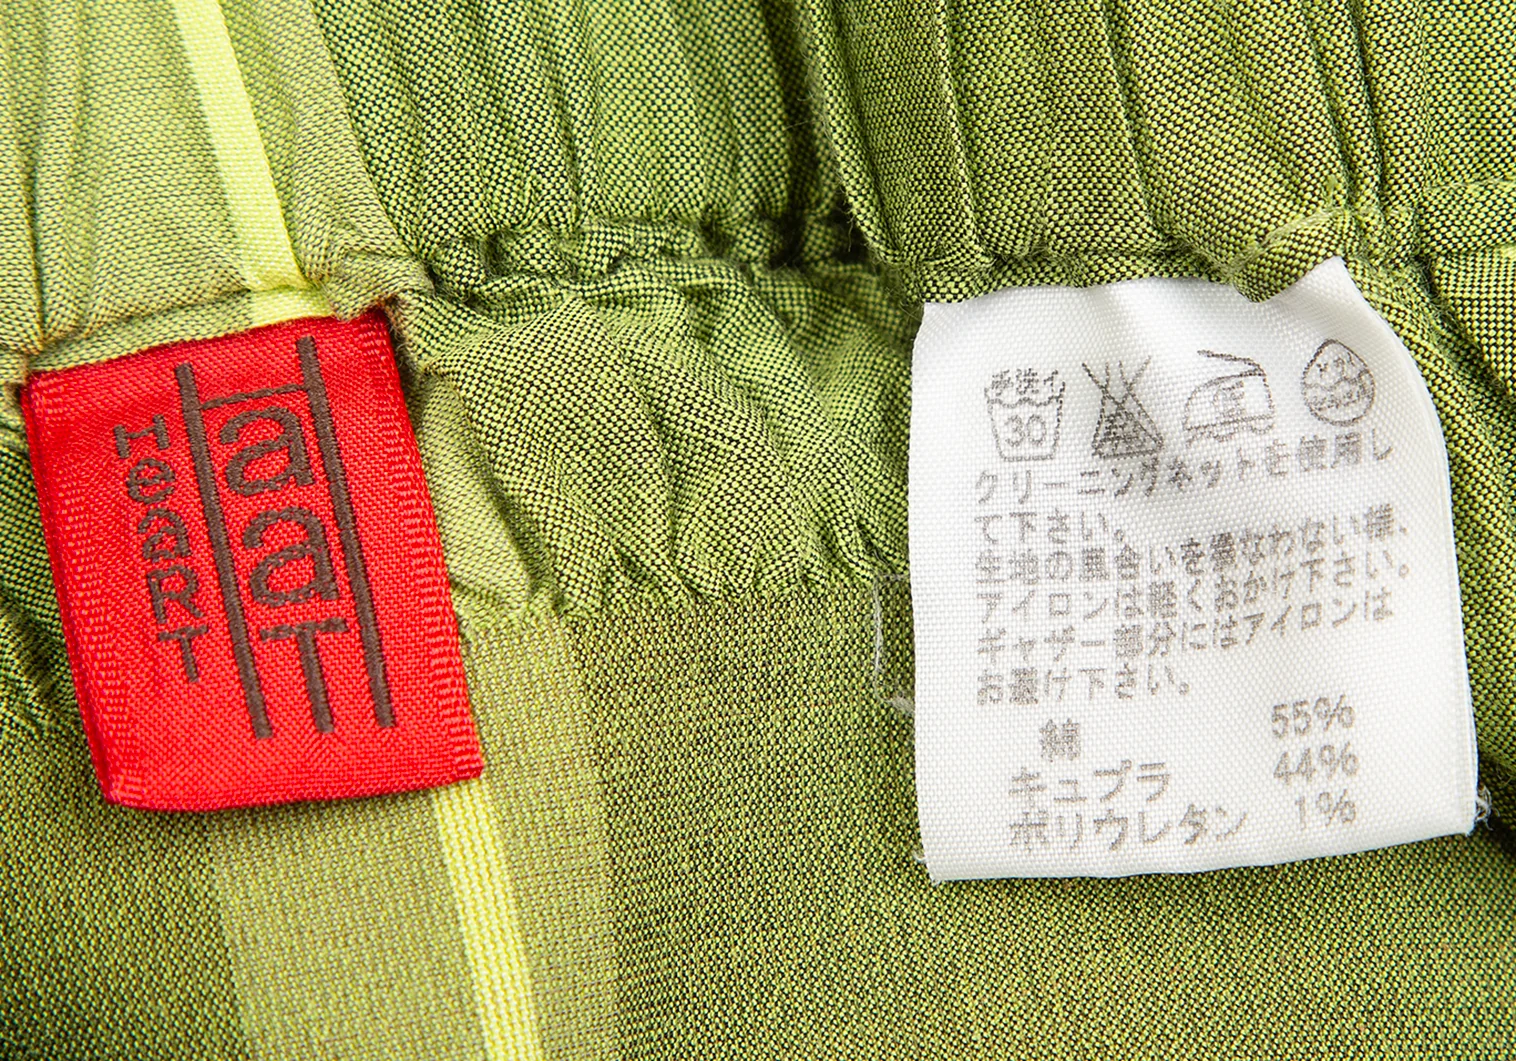 HeaRT
HaaT
手洗イ
30
クリーニングネットを使用し
て下さい。
生地の風合いを損なわない様、
アイロンは軽くおかけ下さい。
ギャザー部分にはアイロンは
お避け下さい。
綿 55%
キュプラ 44%
ポリウレタン 1%